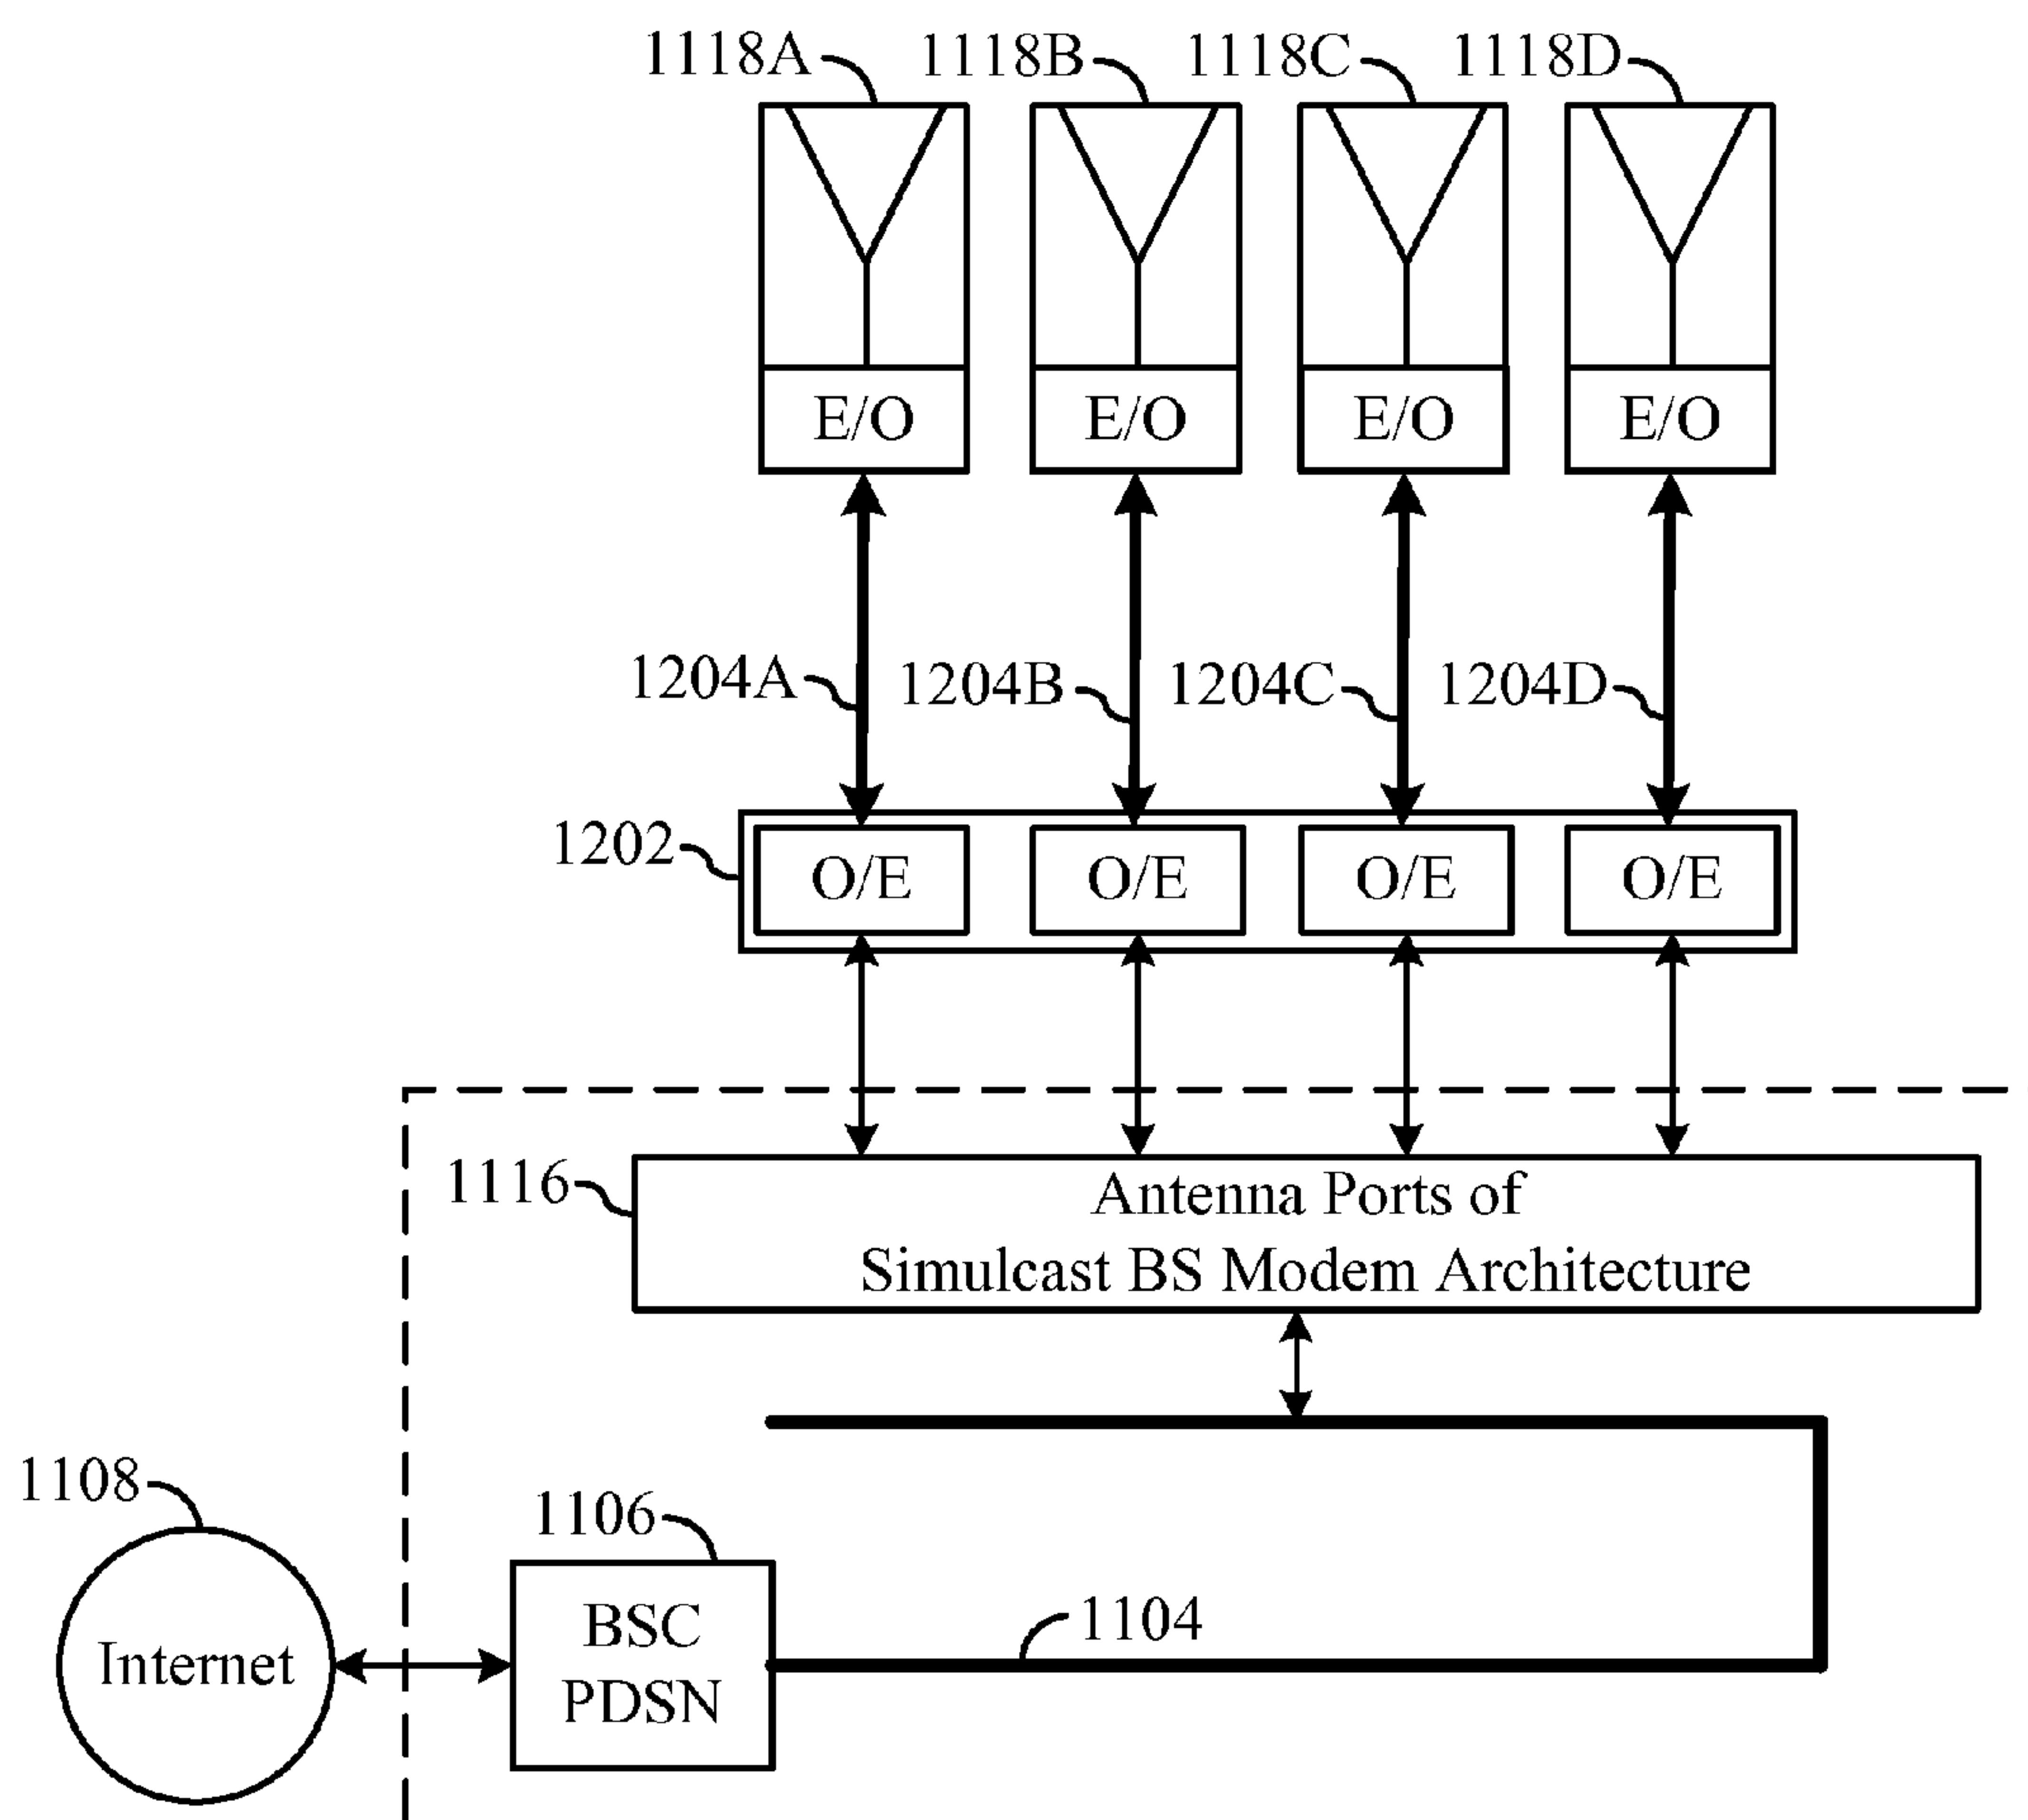 1118A 1118B 1118C 1118D
E/O E/O E/O E/O
1204A 1204B 1204C 1204D
1202
O/E O/E O/E O/E
1116
Antenna Ports of
Simulcast BS Modem Architecture
1108
1106
BSC
PDSN
1104
Internet